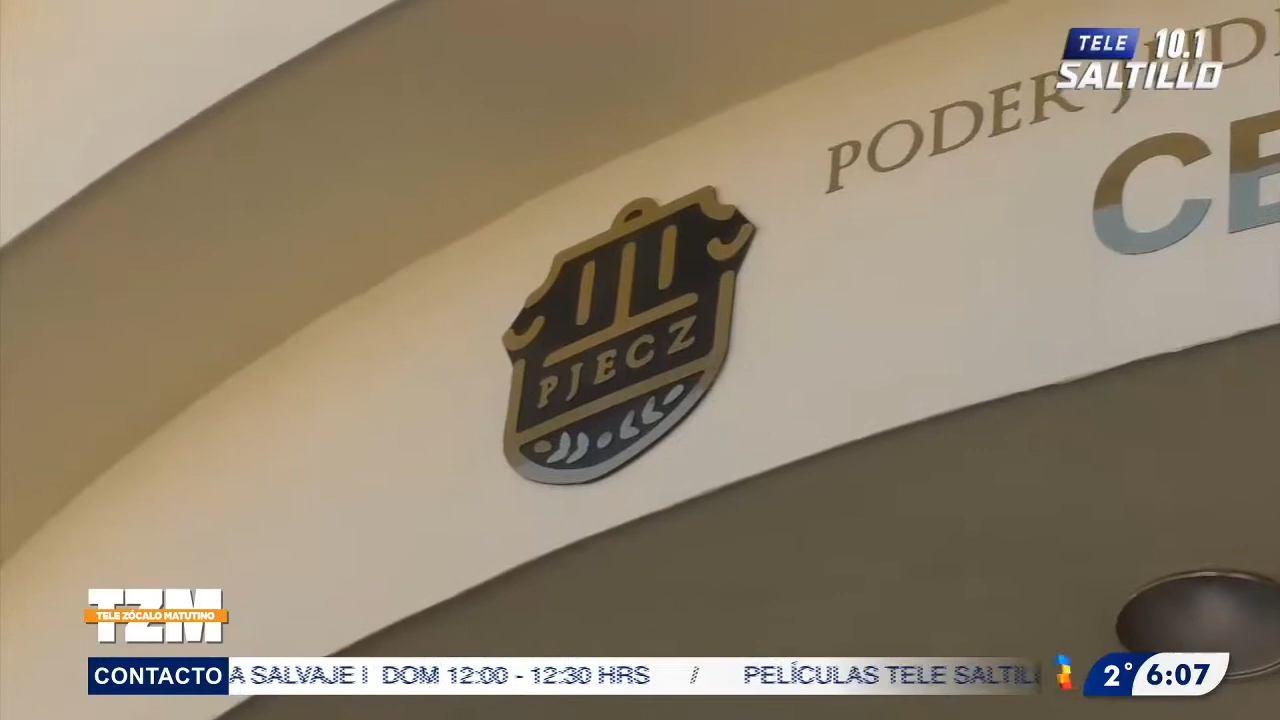 TELE 10.1
SALTILLO
PODER
PJECZ
TZM
TELE ZÓCALO MATUTINO
CONTACTO
A SALVAJE | DOM 12:00 - 12:30 HRS / PELÍCULAS TELE
2° 6:07